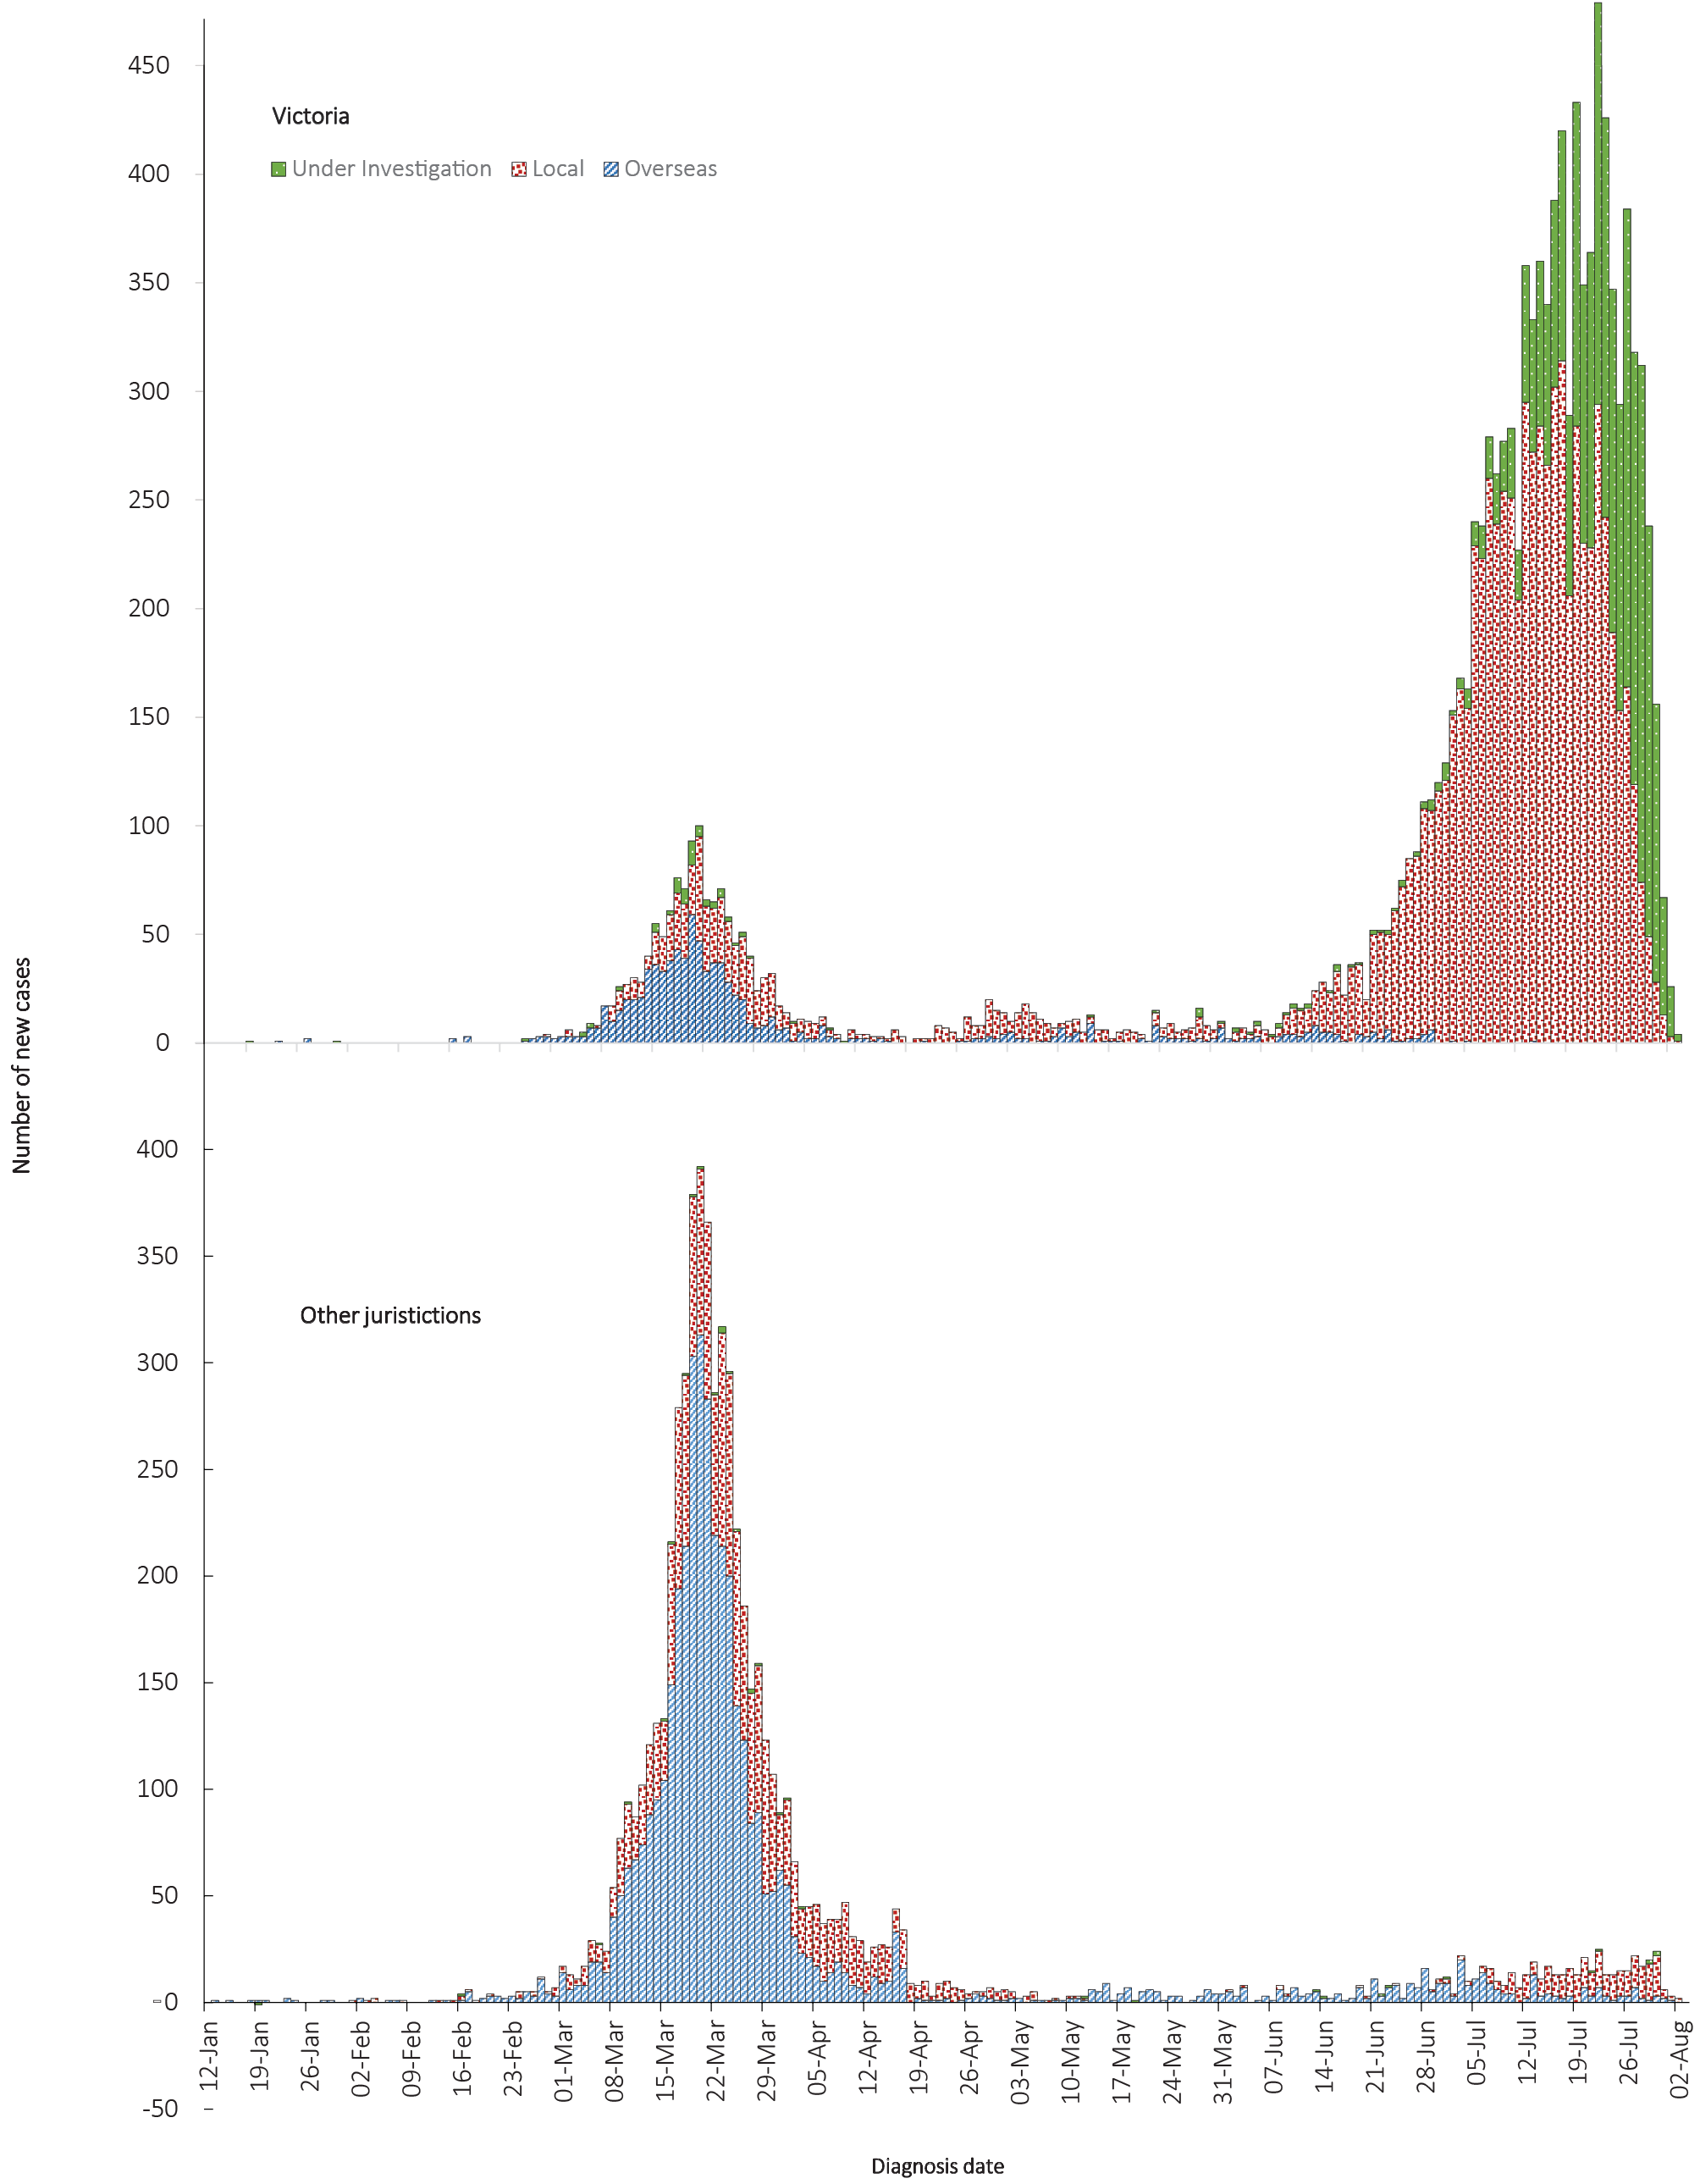 450
Victoria
Under Investigation Local Overseas
400
350
300
250
200
150
100
50
0
Number of new cases
400
350
Other juristictions
300
250
200
150
100
50
0
-50
12-Jan
19-Jan
26-Jan
02-Feb
09-Feb
16-Feb
23-Feb
01-Mar
08-Mar
15-Mar
22-Mar
29-Mar
05-Apr
12-Apr
19-Apr
26-Apr
03-May
10-May
17-May
24-May
31-May
07-Jun
14-Jun
21-Jun
28-Jun
05-Jul
12-Jul
19-Jul
26-Jul
02-Aug
Diagnosis date